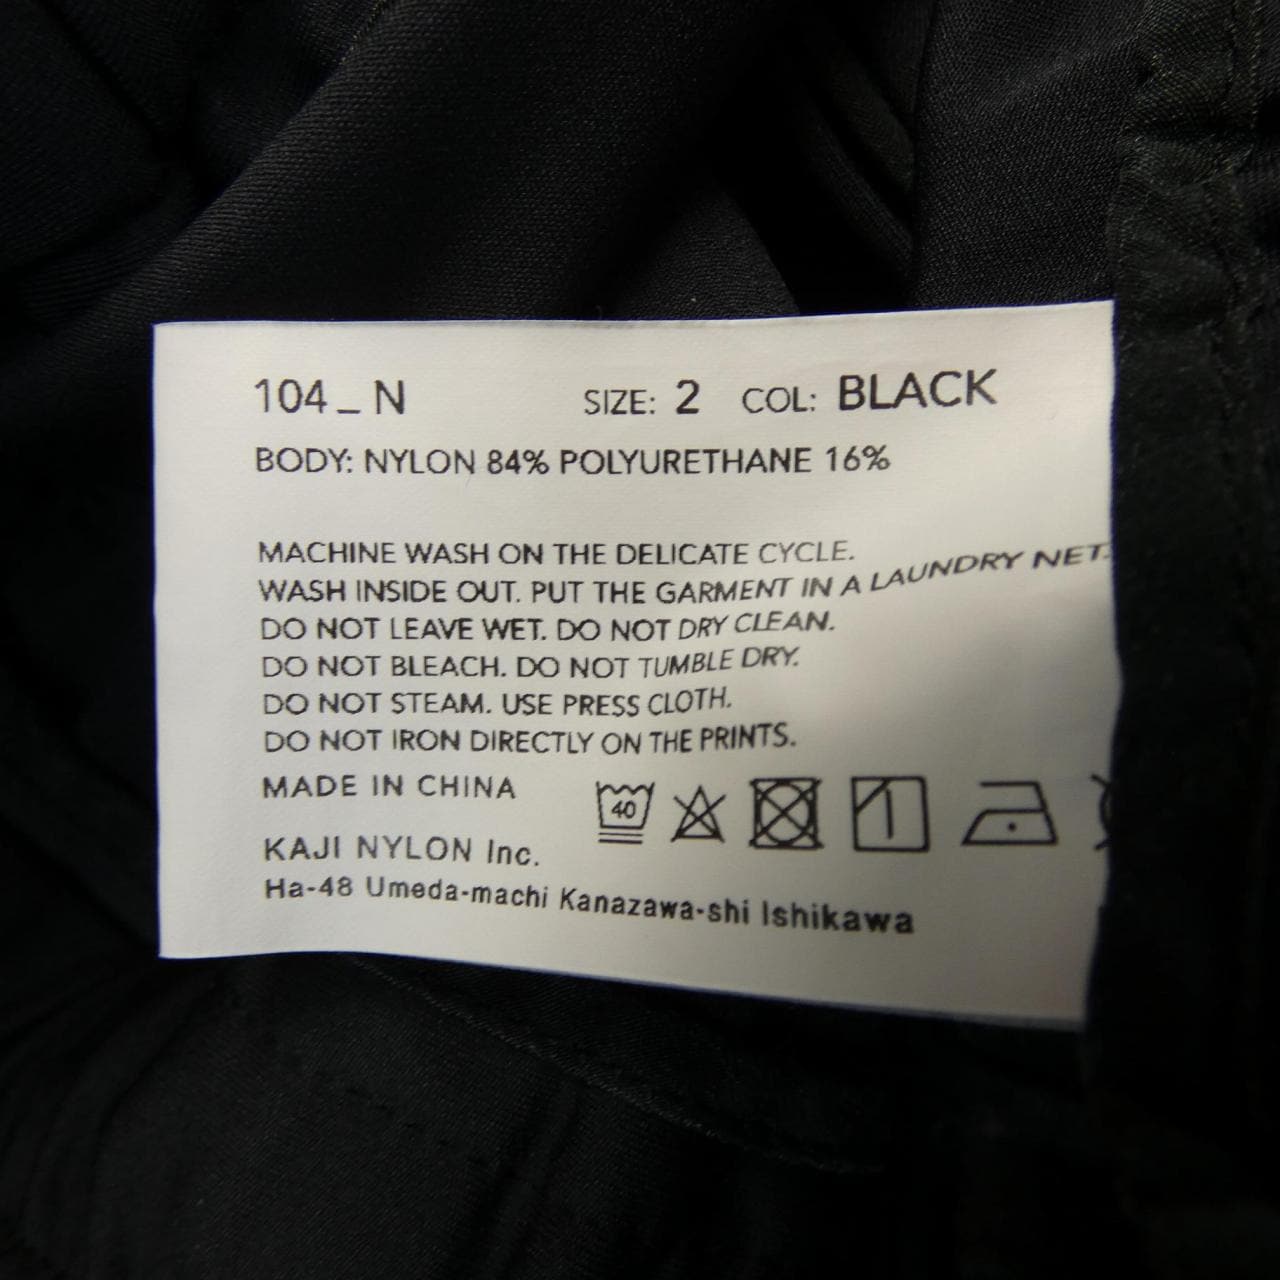 104_N SIZE: 2 COL: BLACK
BODY: NYLON 84% POLYURETHANE 16%
MACHINE WASH ON THE DELICATE CYCLE.
WASH INSIDE OUT. PUT THE GARMENT IN A LAUNDRY NET.
DO NOT LEAVE WET. DO NOT DRY CLEAN.
DO NOT BLEACH. DO NOT TUMBLE DRY.
DO NOT STEAM. USE PRESS CLOTH.
DO NOT IRON DIRECTLY ON THE PRINTS.
MADE IN CHINA
40
KAJI NYLON Inc.
Ha-48 Umeda-machi Kanazawa-shi Ishikawa